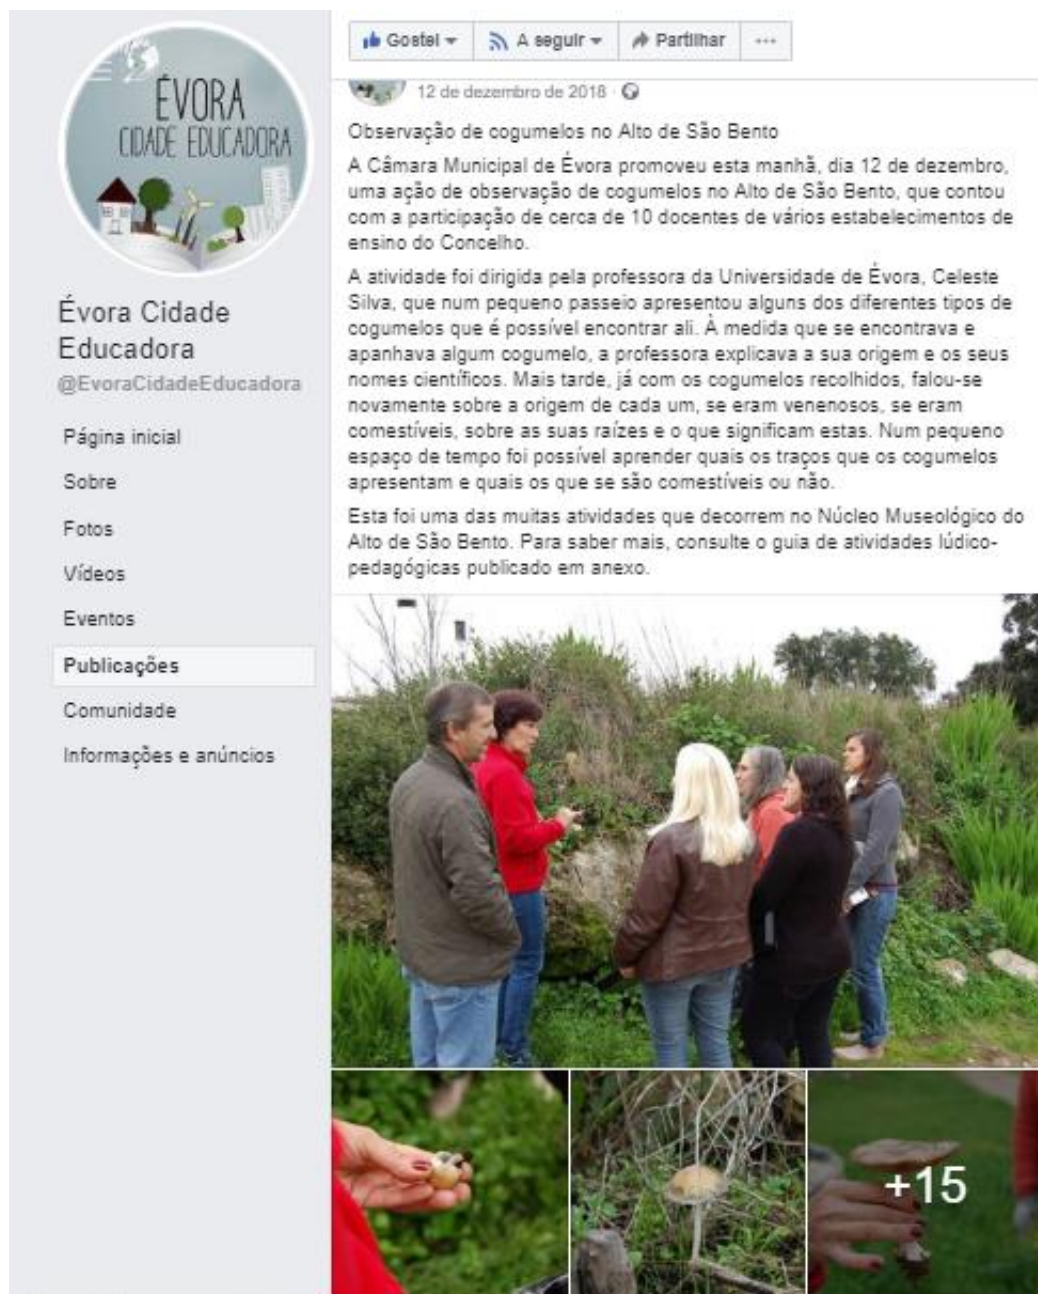 ÉVORA
CIDADE EDUCADORA
Évora Cidade
Educadora
@EvoraCidadeEducadora
Página inicial
Sobre
Fotos
Vídeos
Eventos
Publicações
Comunidade
Informações e anúncios
Gostei
A seguir
Partilhar
12 de dezembro de 2018 ·
Observação de cogumelos no Alto de São Bento
A Câmara Municipal de Évora promoveu esta manhã, dia 12 de dezembro,
uma ação de observação de cogumelos no Alto de São Bento, que contou
com a participação de cerca de 10 docentes de vários estabelecimentos de
ensino do Concelho.
A atividade foi dirigida pela professora da Universidade de Évora, Celeste
Silva, que num pequeno passeio apresentou alguns dos diferentes tipos de
cogumelos que é possível encontrar ali. À medida que se encontrava e
apanhava algum cogumelo, a professora explicava a sua origem e os seus
nomes científicos. Mais tarde, já com os cogumelos recolhidos, falou-se
novamente sobre a origem de cada um, se eram venenosos, se eram
comestíveis, sobre as suas raízes e o que significam estas. Num pequeno
espaço de tempo foi possível aprender quais os traços que os cogumelos
apresentam e quais os que se são comestíveis ou não.
Esta foi uma das muitas atividades que decorrem no Núcleo Museológico do
Alto de São Bento. Para saber mais, consulte o guia de atividades lúdico-
pedagógicas publicado em anexo.
+15